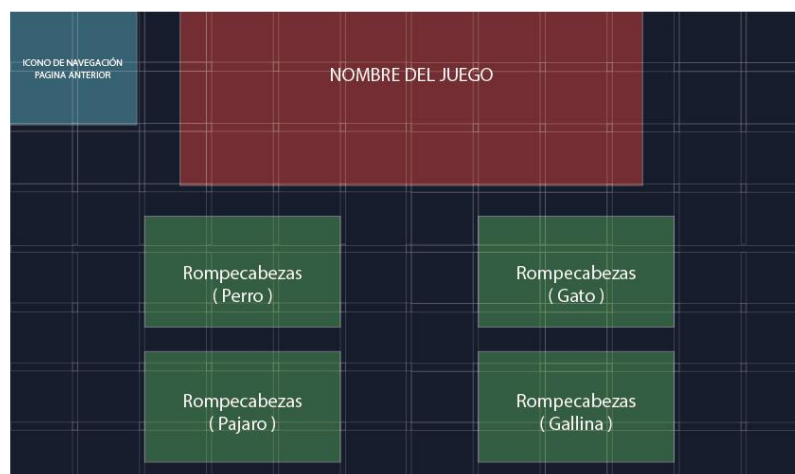 ICONO DE NAVEGACIÓN
PAGINA ANTERIOR
NOMBRE DEL JUEGO
Rompecabezas
( Perro )
Rompecabezas
( Gato )
Rompecabezas
( Pajaro )
Rompecabezas
( Gallina )